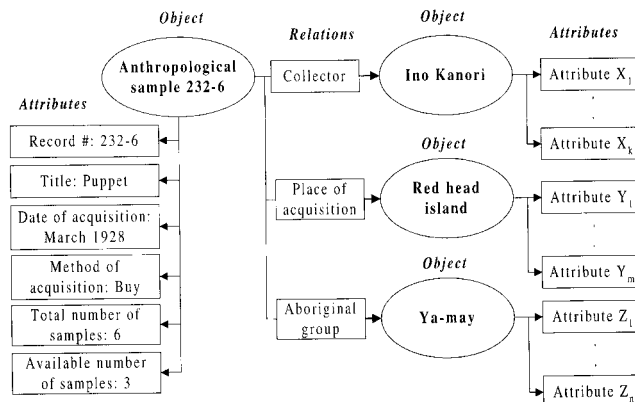 Object
Anthropological
sample 232-6
Attributes
Record #: 232-6
Title: Puppet
Date of acquisition:
March 1928
Method of
acquisition: Buy
Total number of
samples: 6
Available number
of samples: 3
Relations
Collector
Place of
acquisition
Aboriginal
group
Object
Ino Kanori
Object
Red head
island
Object
Ya-may
Attributes
Attribute X₁
Attribute Xₖ
Attribute Y₁
Attribute Yₘ
Attribute Z₁
Attribute Zₙ